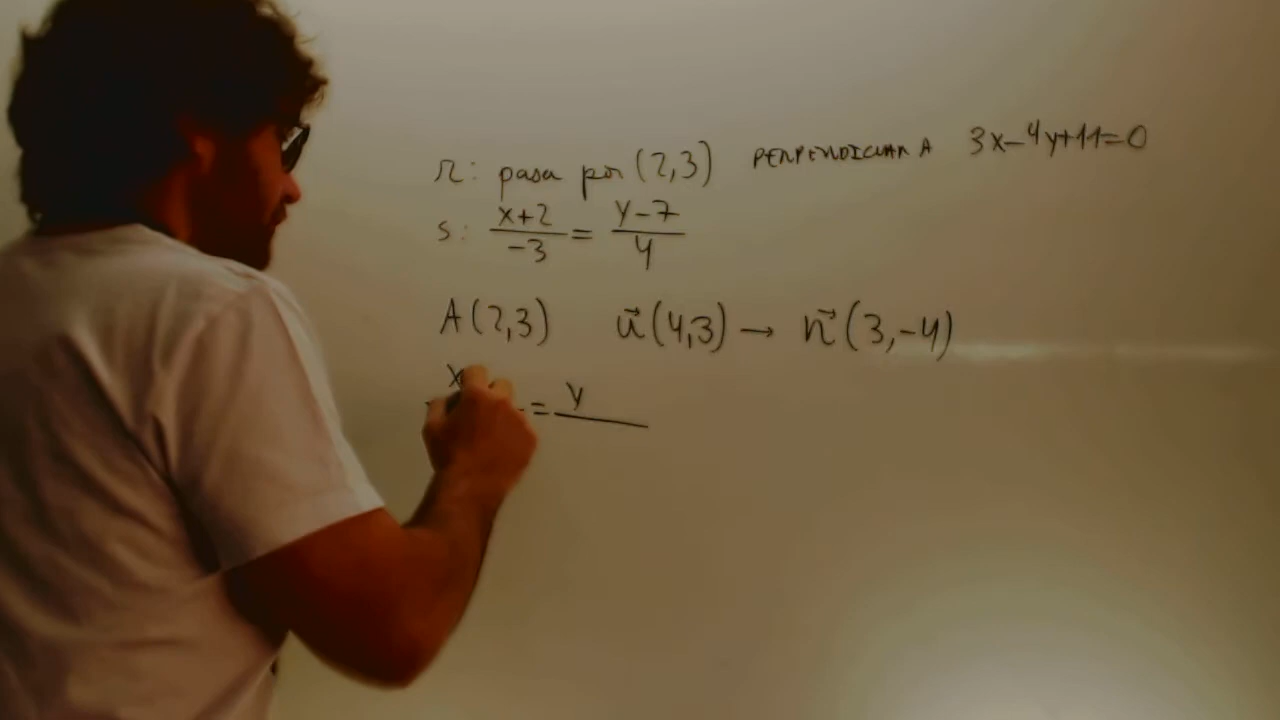 r: pasa por (2,3) PERPENDICULAR A 3x-4y+11=0
s: x+2/-3 = y-7/4
A(2,3) u⃗(4,3) → n⃗(3,-4)
x = y